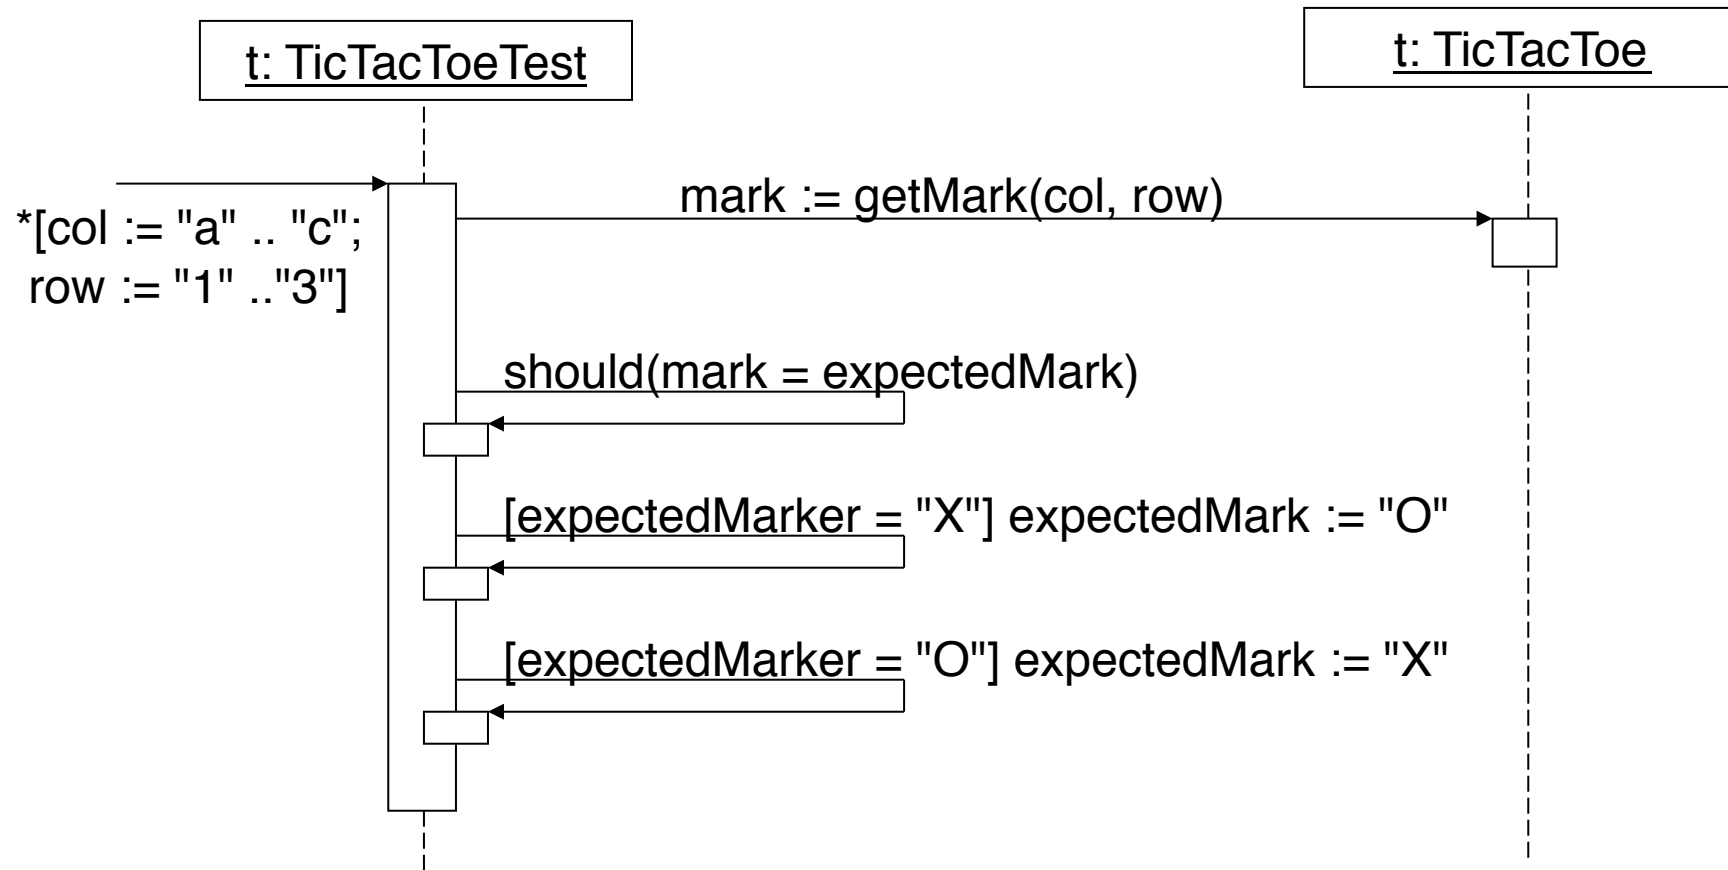 t: TicTacToeTest
t: TicTacToe
mark := getMark(col, row)
*[col := "a" .. "c";
row := "1" .."3"]
should(mark = expectedMark)
[expectedMarker = "X"] expectedMark := "O"
[expectedMarker = "O"] expectedMark := "X"